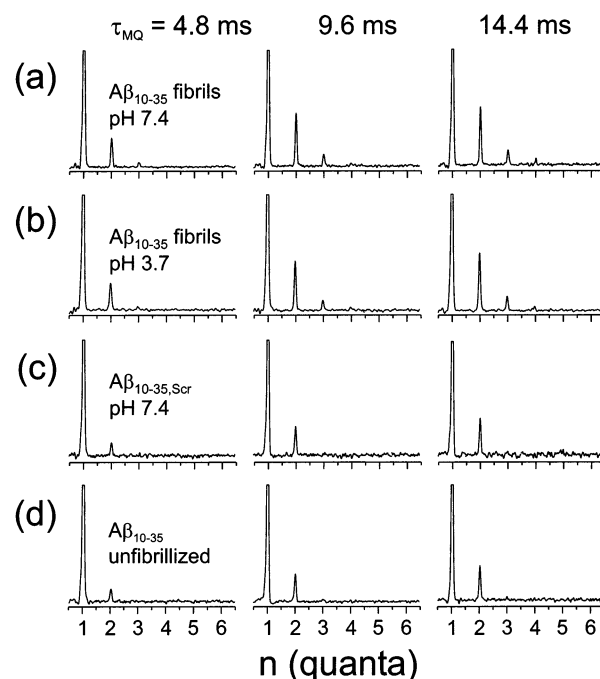 τMQ = 4.8 ms 9.6 ms 14.4 ms
(a)
Aβ10-35 fibrils
pH 7.4
(b)
Aβ10-35 fibrils
pH 3.7
(c)
Aβ10-35,Scr
pH 7.4
(d)
Aβ10-35
unfibrillized
1 2 3 4 5 6 1 2 3 4 5 6 1 2 3 4 5 6
n (quanta)